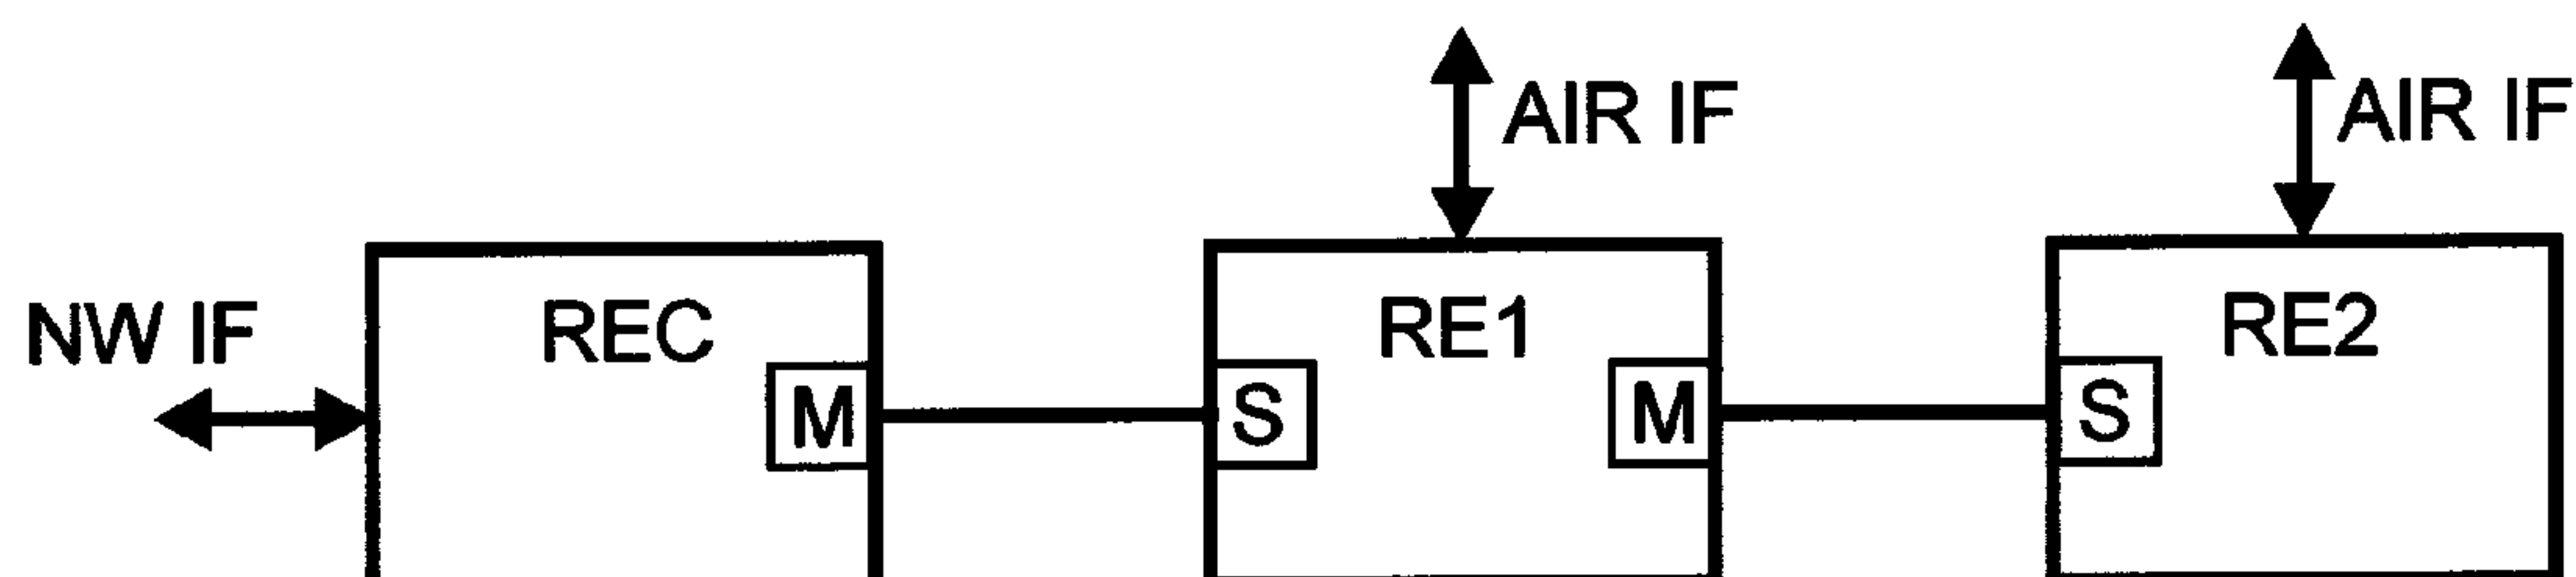 AIR IF
AIR IF
NW IF
REC
RE1
RE2
M
S
M
S